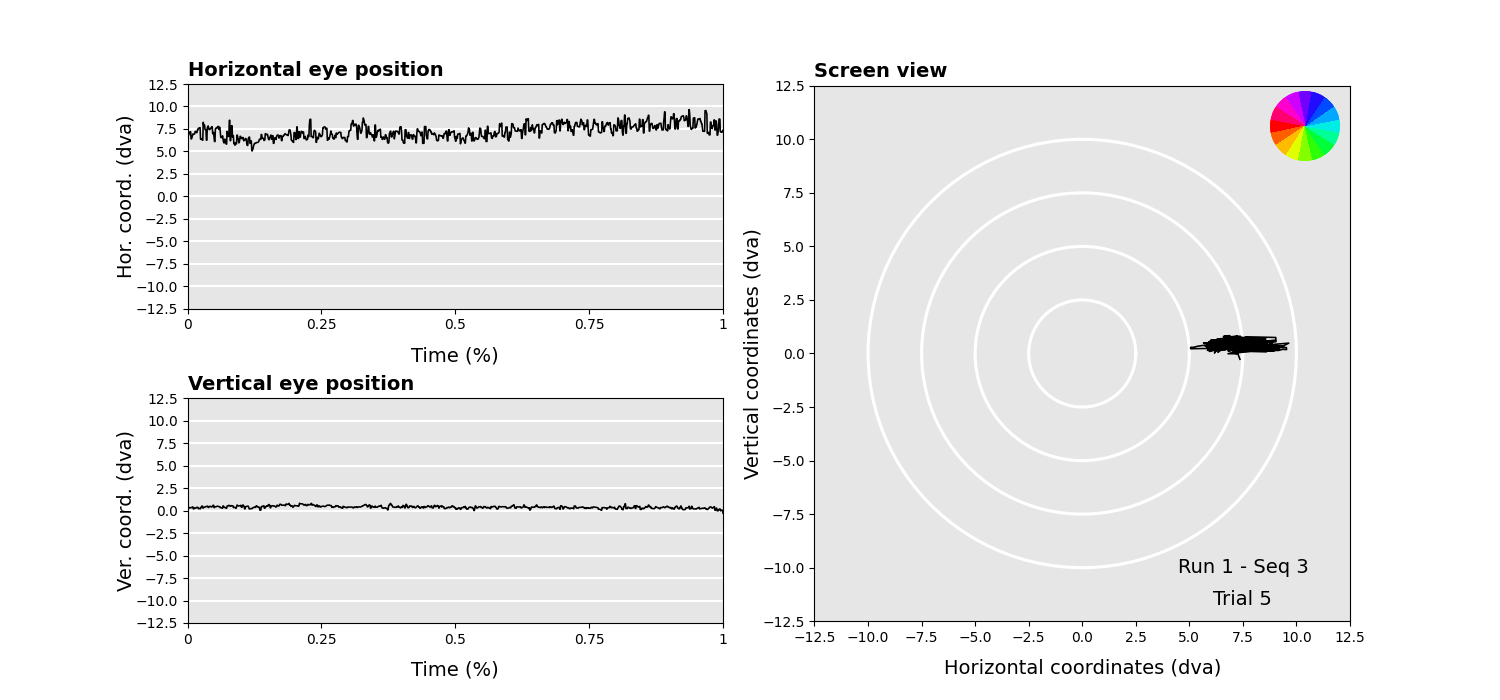 Horizontal eye position
12.5
10.0
7.5
5.0
2.5
0.0
−2.5
−5.0
−7.5
−10.0
−12.5
Hor. coord. (dva)
0 0.25 0.5 0.75 1
Time (%)
Vertical eye position
12.5
10.0
7.5
5.0
2.5
0.0
−2.5
−5.0
−7.5
−10.0
−12.5
Ver. coord. (dva)
0 0.25 0.5 0.75 1
Time (%)
Screen view
12.5
10.0
7.5
5.0
2.5
0.0
−2.5
−5.0
−7.5
−10.0
−12.5
Vertical coordinates (dva)
Run 1 - Seq 3
Trial 5
−12.5 −10.0 −7.5 −5.0 −2.5 0.0 2.5 5.0 7.5 10.0 12.5
Horizontal coordinates (dva)